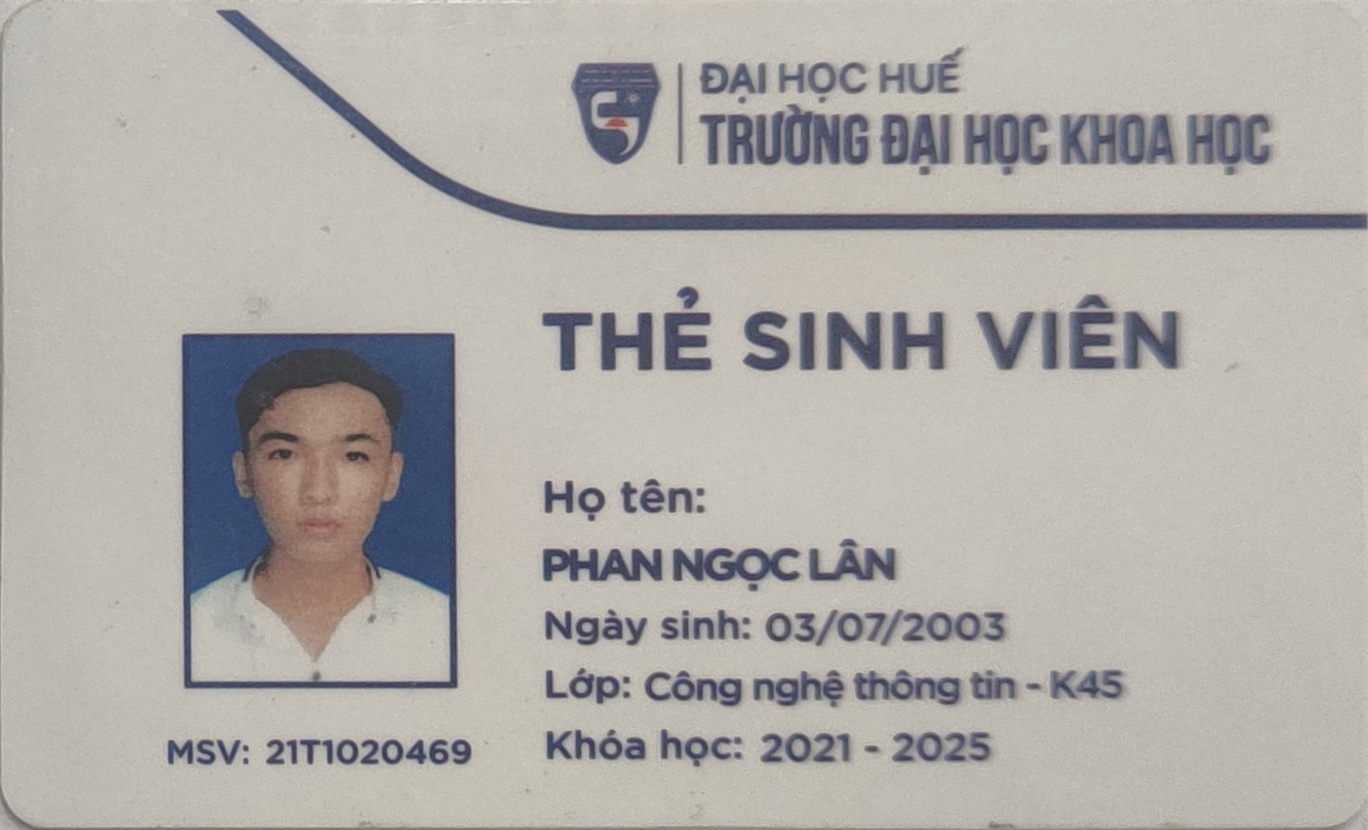 ĐẠI HỌC HUẾ
TRƯỜNG ĐẠI HỌC KHOA HỌC
THẺ SINH VIÊN
Họ tên:
PHAN NGỌC LÂN
Ngày sinh: 03/07/2003
Lớp: Công nghệ thông tin - K45
Khóa học: 2021 - 2025
MSV: 21T1020469